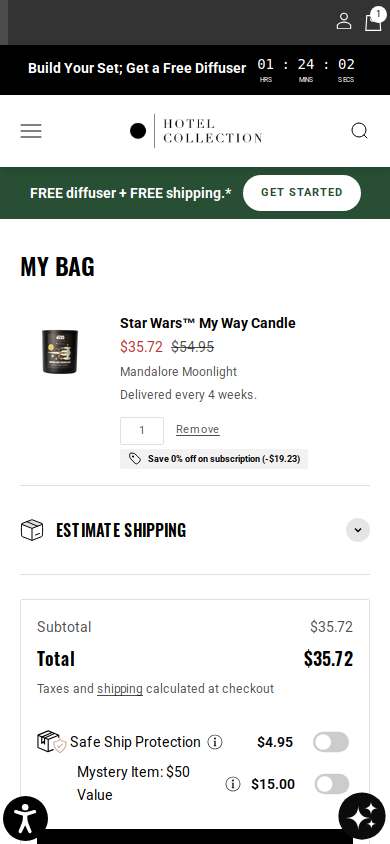 1
Build Your Set; Get a Free Diffuser 01 : 24 : 02
HRS MINS SECS
HOTEL
COLLECTION
FREE diffuser + FREE shipping.* GET STARTED
MY BAG
Star Wars™ My Way Candle
$35.72 $54.95
Mandalore Moonlight
Delivered every 4 weeks.
1 Remove
Save 0% off on subscription (-$19.23)
ESTIMATE SHIPPING
Subtotal $35.72
Total $35.72
Taxes and shipping calculated at checkout
Safe Ship Protection $4.95
Mystery Item: $50
Value $15.00